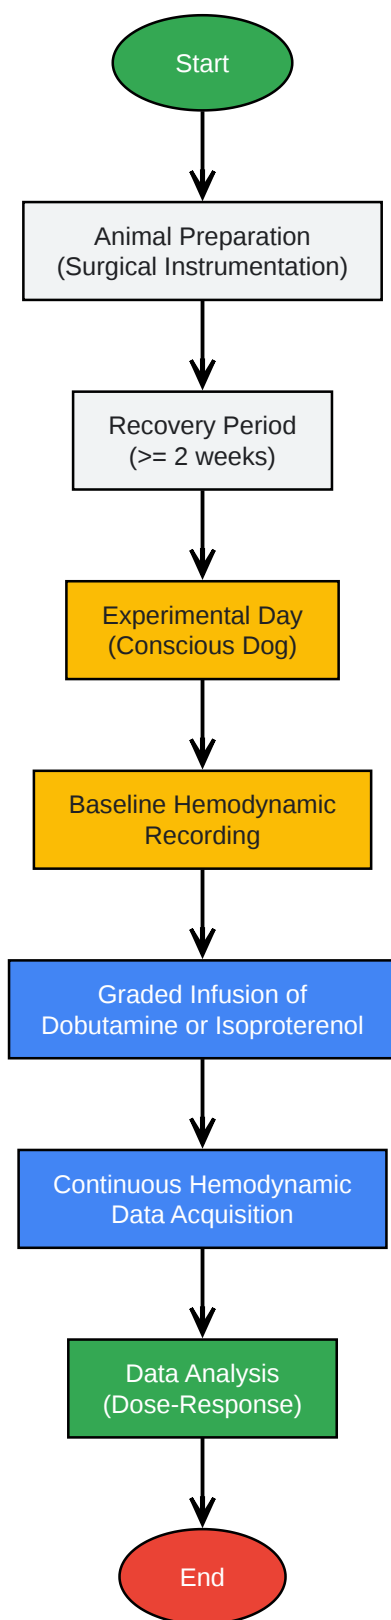 Start
Animal Preparation
(Surgical Instrumentation)
Recovery Period
(>= 2 weeks)
Experimental Day
(Conscious Dog)
Baseline Hemodynamic
Recording
Graded Infusion of
Dobutamine or Isoproterenol
Continuous Hemodynamic
Data Acquisition
Data Analysis
(Dose-Response)
End